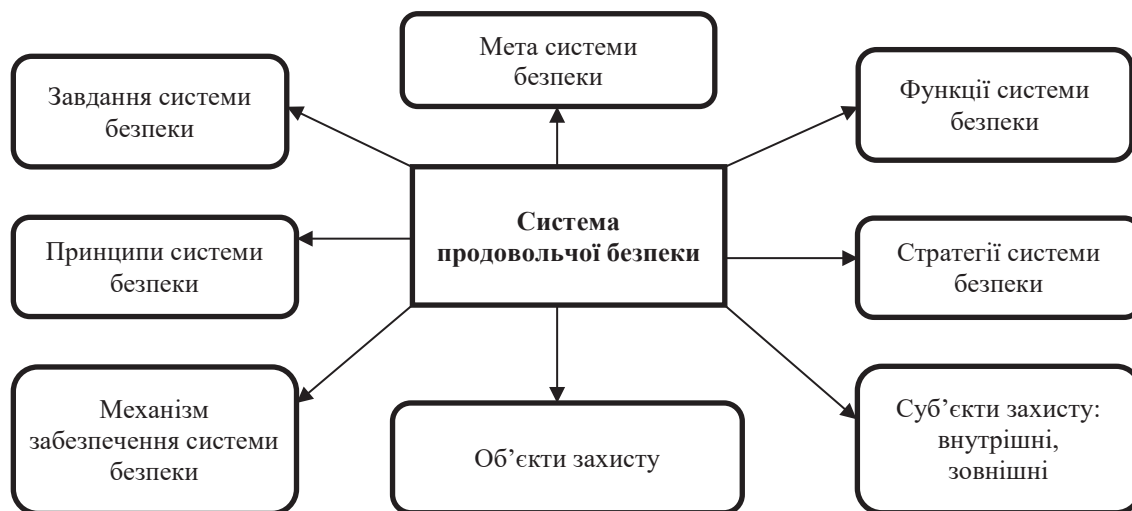 Мета системи
безпеки
Завдання системи
безпеки
Функції системи
безпеки
Система
продовольчої безпеки
Принципи системи
безпеки
Стратегії системи
безпеки
Механізм
забезпечення системи
безпеки
Об’єкти захисту
Суб’єкти захисту:
внутрішні,
зовнішні